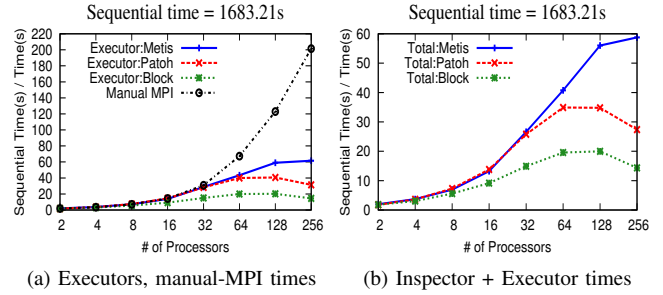 Sequential time = 1683.21s
Sequential Time(s) / Time(s)
220
200
180
160
140
120
100
80
60
40
20
0
Executor:Metis
Executor:Patoh
Executor:Block
Manual MPI
2 4 8 16 32 64 128 256
# of Processors
(a) Executors, manual-MPI times
Sequential time = 1683.21s
Sequential Time(s) / Time(s)
60
50
40
30
20
10
0
Total:Metis
Total:Patoh
Total:Block
2 4 8 16 32 64 128 256
# of Processors
(b) Inspector + Executor times